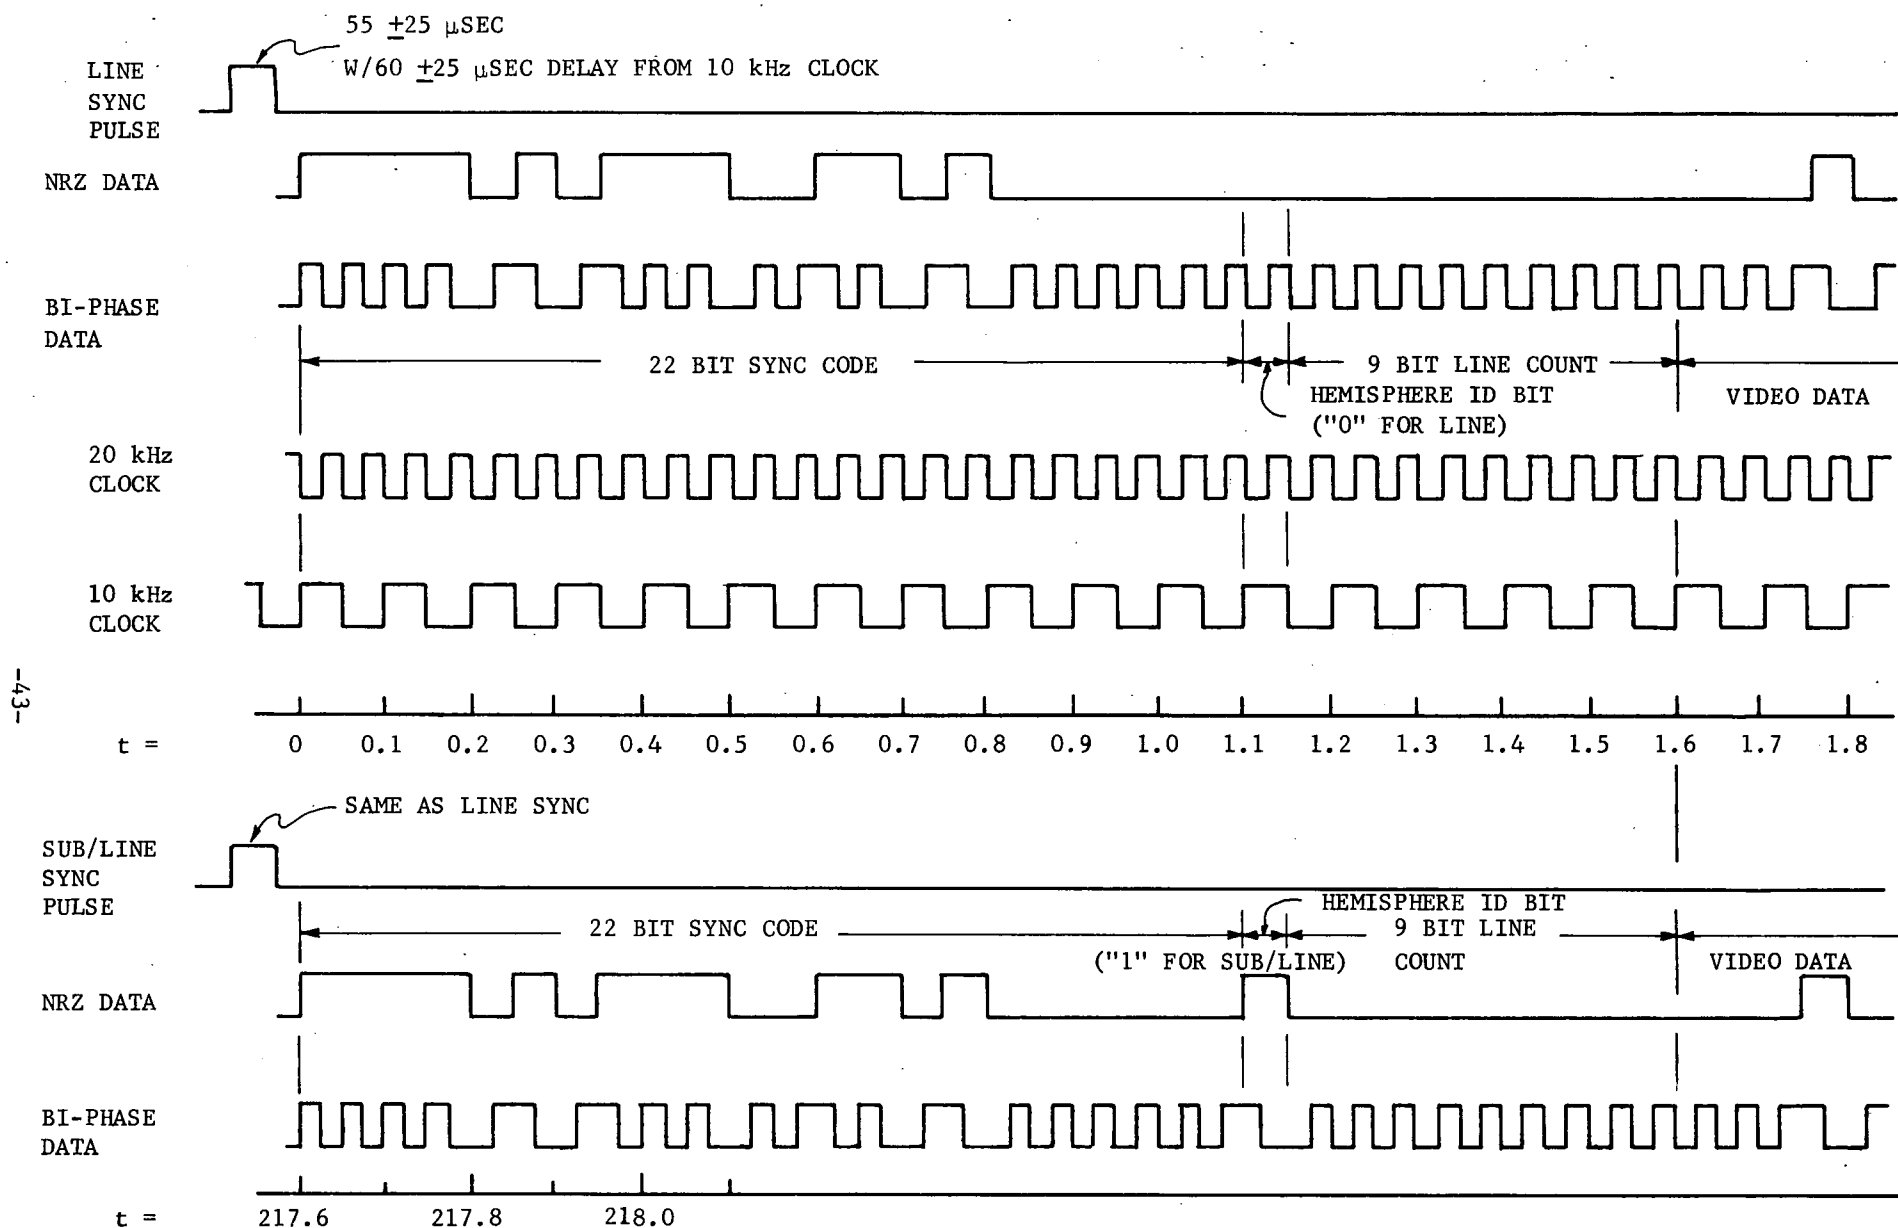 55 ±25 μSEC
W/60 ±25 μSEC DELAY FROM 10 kHz CLOCK
LINE
SYNC
PULSE
NRZ DATA
BI-PHASE
DATA
22 BIT SYNC CODE
9 BIT LINE COUNT
HEMISPHERE ID BIT
("0" FOR LINE)
VIDEO DATA
20 kHz
CLOCK
10 kHz
CLOCK
-43-
t = 0 0.1 0.2 0.3 0.4 0.5 0.6 0.7 0.8 0.9 1.0 1.1 1.2 1.3 1.4 1.5 1.6 1.7 1.8
SAME AS LINE SYNC
SUB/LINE
SYNC
PULSE
HEMISPHERE ID BIT
22 BIT SYNC CODE
9 BIT LINE
("1" FOR SUB/LINE)
COUNT
VIDEO DATA
NRZ DATA
BI-PHASE
DATA
t = 217.6 217.8 218.0